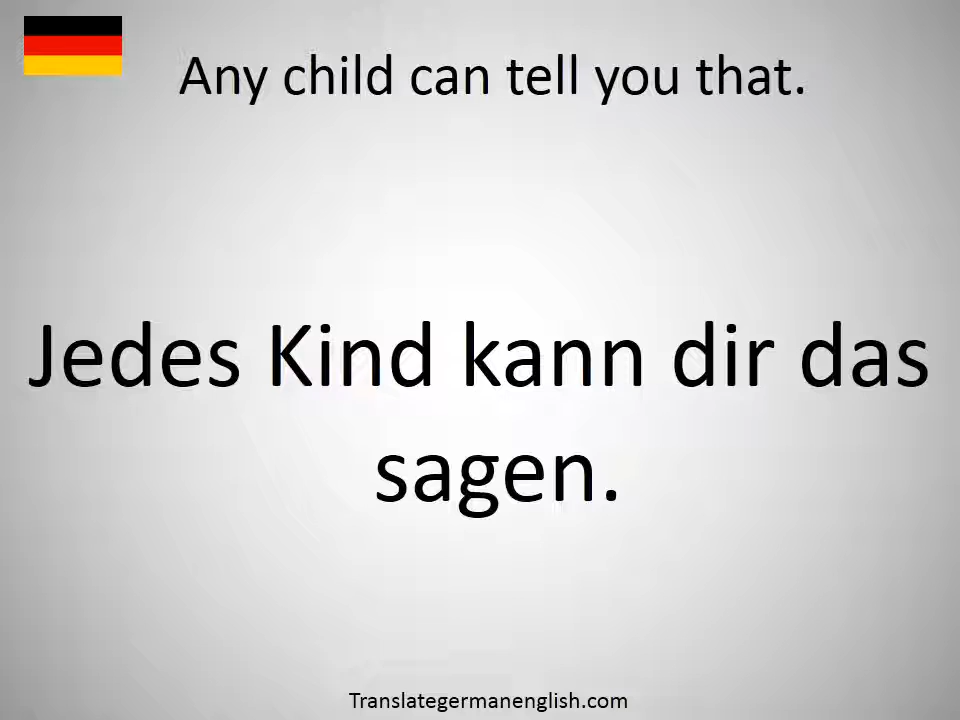 Any child can tell you that.
Jedes Kind kann dir das
sagen.
Translategermanenglish.com